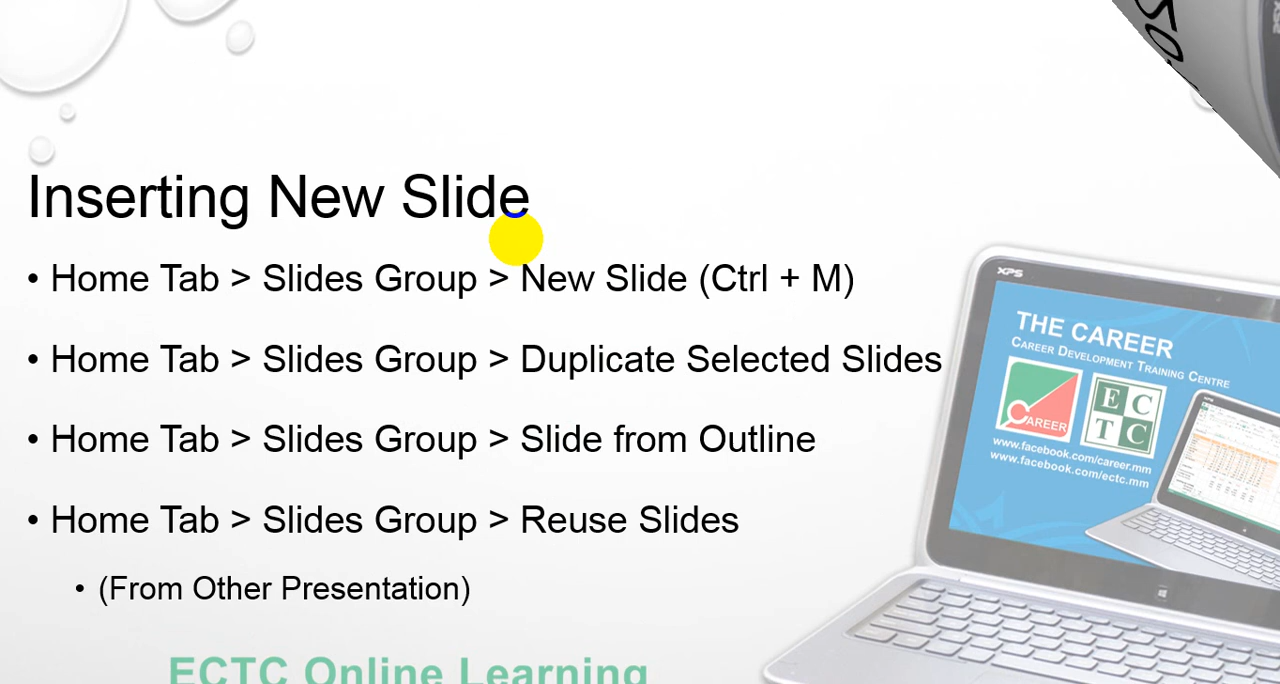 Inserting New Slide
• Home Tab > Slides Group > New Slide (Ctrl + M)
• Home Tab > Slides Group > Duplicate Selected Slides
• Home Tab > Slides Group > Slide from Outline
• Home Tab > Slides Group > Reuse Slides
• (From Other Presentation)
ECTC Online Learning
XPS
THE CAREER
CAREER DEVELOPMENT TRAINING CENTRE
CAREER
EC
TC
www.facebook.com/career.mm
www.facebook.com/ectc.mm